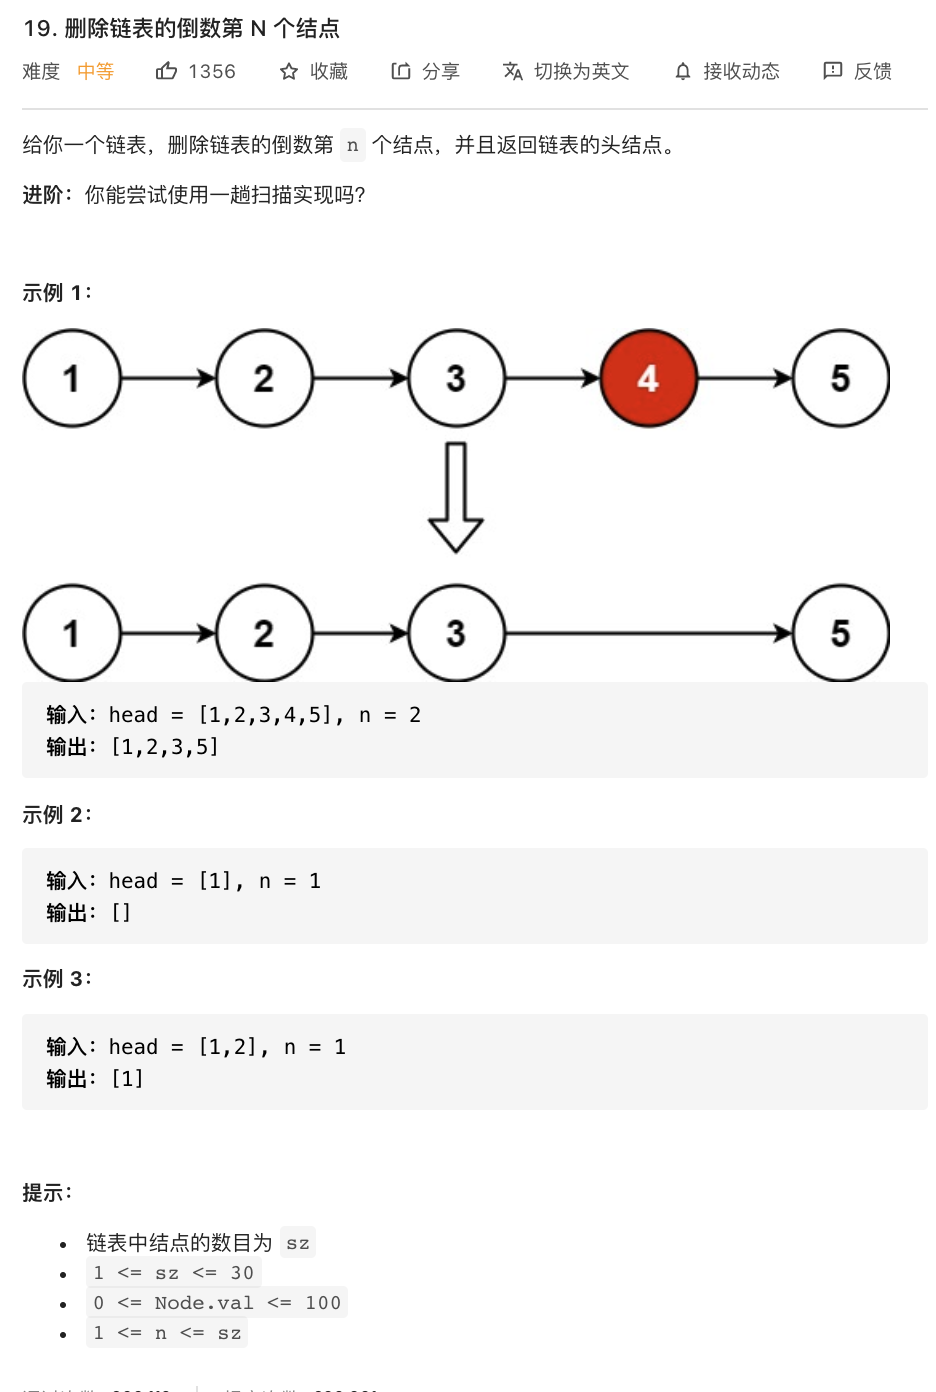 19. 删除链表的倒数第 N 个结点
难度 中等 1356 收藏 分享 切换为英文 接收动态 反馈
给你一个链表，删除链表的倒数第 n 个结点，并且返回链表的头结点。
进阶：你能尝试使用一趟扫描实现吗？
示例 1：
1 2 3 4 5
1 2 3 5
输入：head = [1,2,3,4,5], n = 2
输出：[1,2,3,5]
示例 2：
输入：head = [1], n = 1
输出：[]
示例 3：
输入：head = [1,2], n = 1
输出：[1]
提示：
链表中结点的数目为 sz
1 <= sz <= 30
0 <= Node.val <= 100
1 <= n <= sz